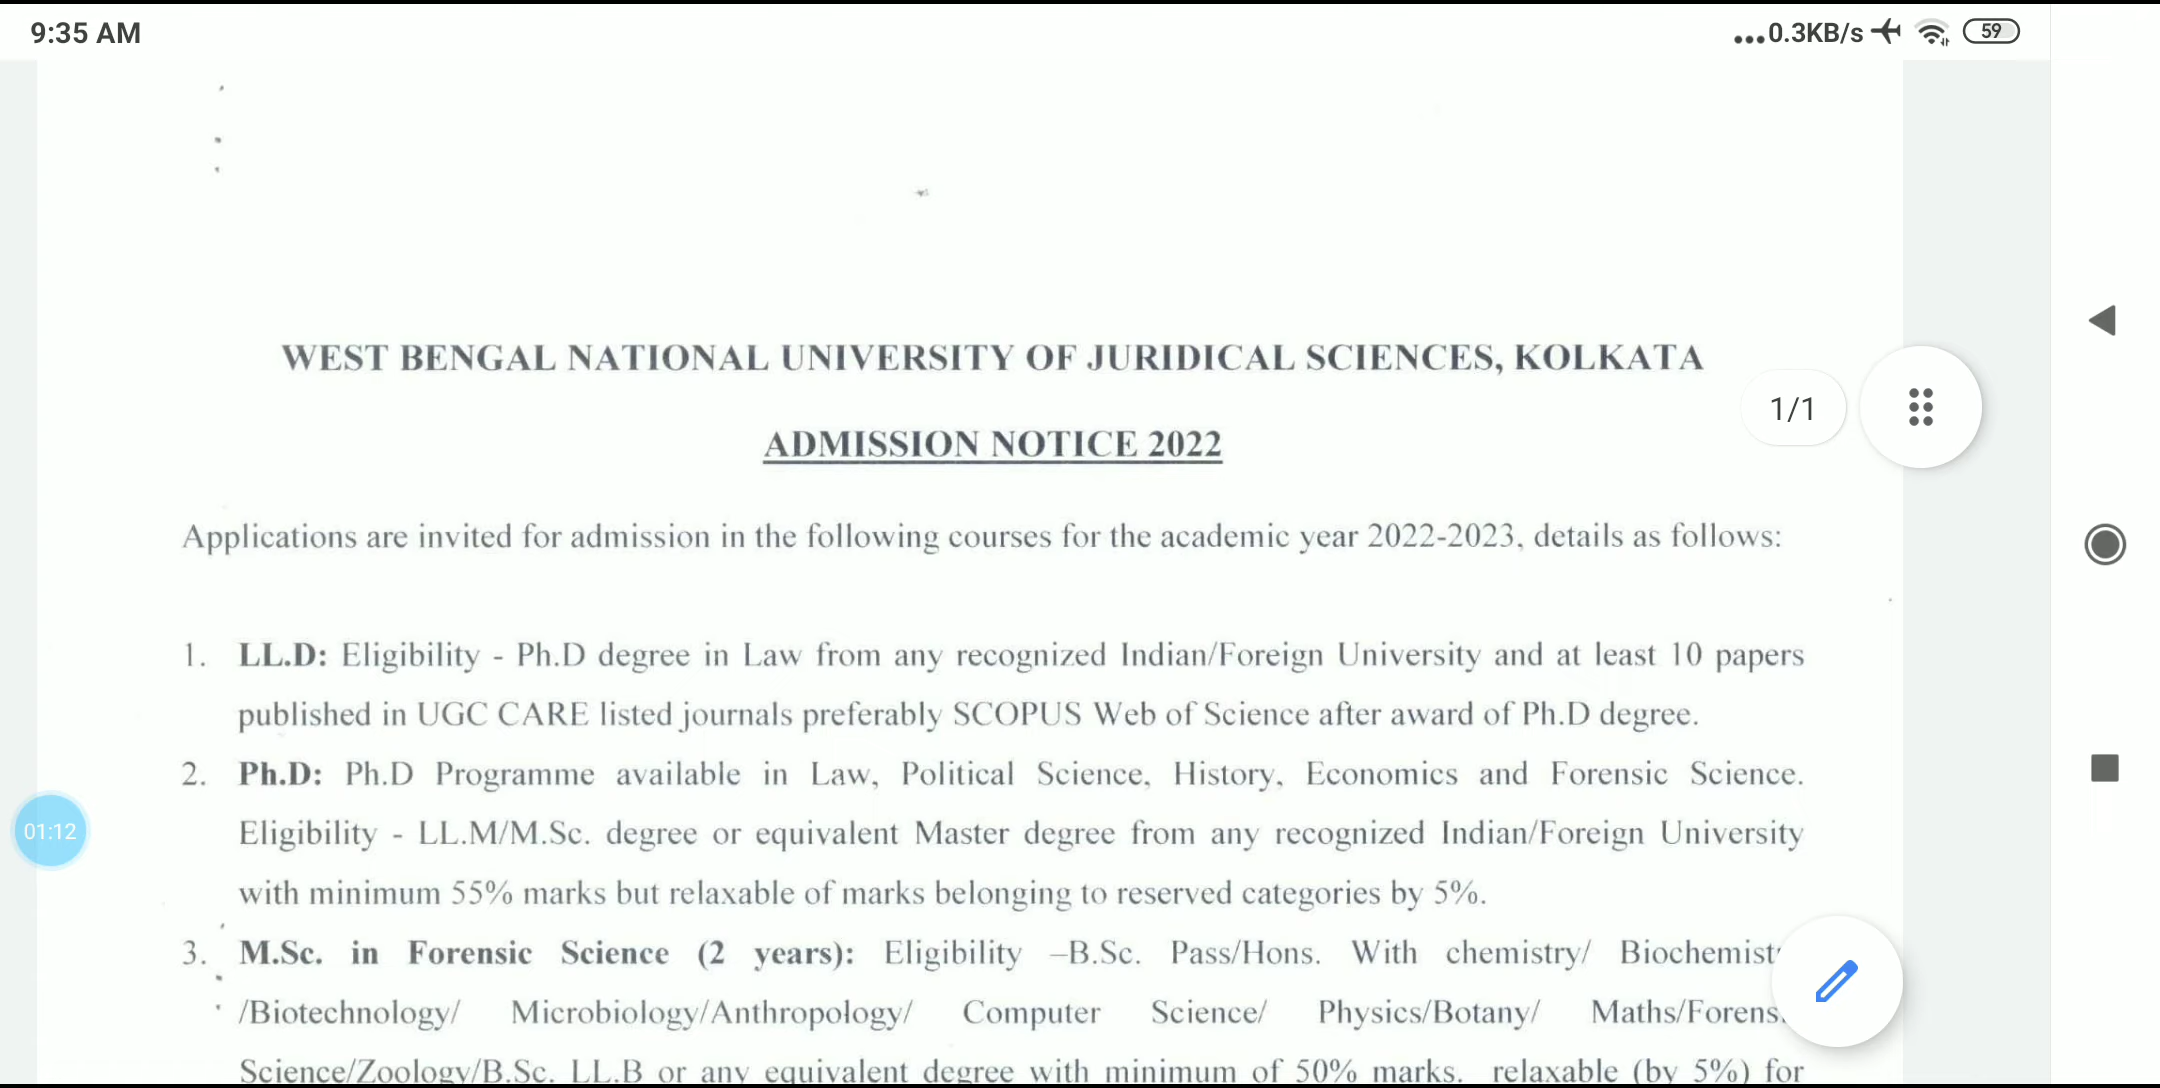 9:35 AM
...0.3KB/s
59
WEST BENGAL NATIONAL UNIVERSITY OF JURIDICAL SCIENCES, KOLKATA
1/1
ADMISSION NOTICE 2022
Applications are invited for admission in the following courses for the academic year 2022-2023, details as follows:
1. LL.D: Eligibility - Ph.D degree in Law from any recognized Indian/Foreign University and at least 10 papers
published in UGC CARE listed journals preferably SCOPUS Web of Science after award of Ph.D degree.
2. Ph.D: Ph.D Programme available in Law, Political Science, History, Economics and Forensic Science.
01:12
Eligibility - LL.M/M.Sc. degree or equivalent Master degree from any recognized Indian/Foreign University
with minimum 55% marks but relaxable of marks belonging to reserved categories by 5%.
3. M.Sc. in Forensic Science (2 years): Eligibility –B.Sc. Pass/Hons. With chemistry/ Biochemist
/Biotechnology/ Microbiology/Anthropology/ Computer Science/ Physics/Botany/ Maths/Forens
Science/Zoology/B.Sc. LL.B or any equivalent degree with minimum of 50% marks. relaxable (by 5%) for